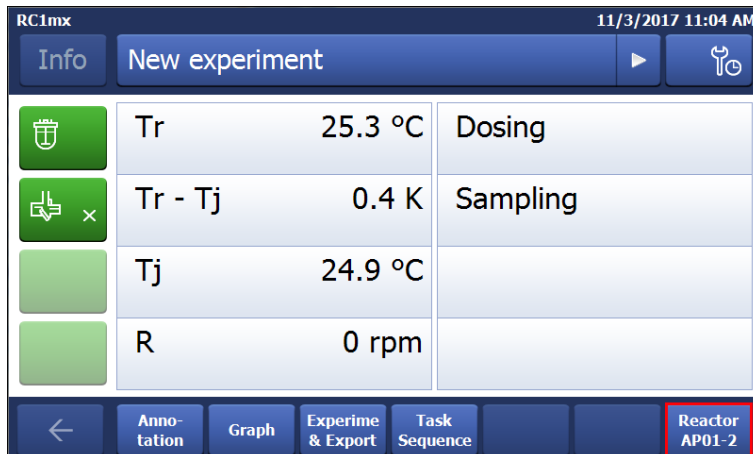 RC1mx 11/3/2017 11:04 AM
Info New experiment
Tr 25.3 °C Dosing
Tr - Tj 0.4 K Sampling
Tj 24.9 °C
R 0 rpm
Anno-
tation
Graph
Experime
& Export
Task
Sequence
Reactor
AP01-2